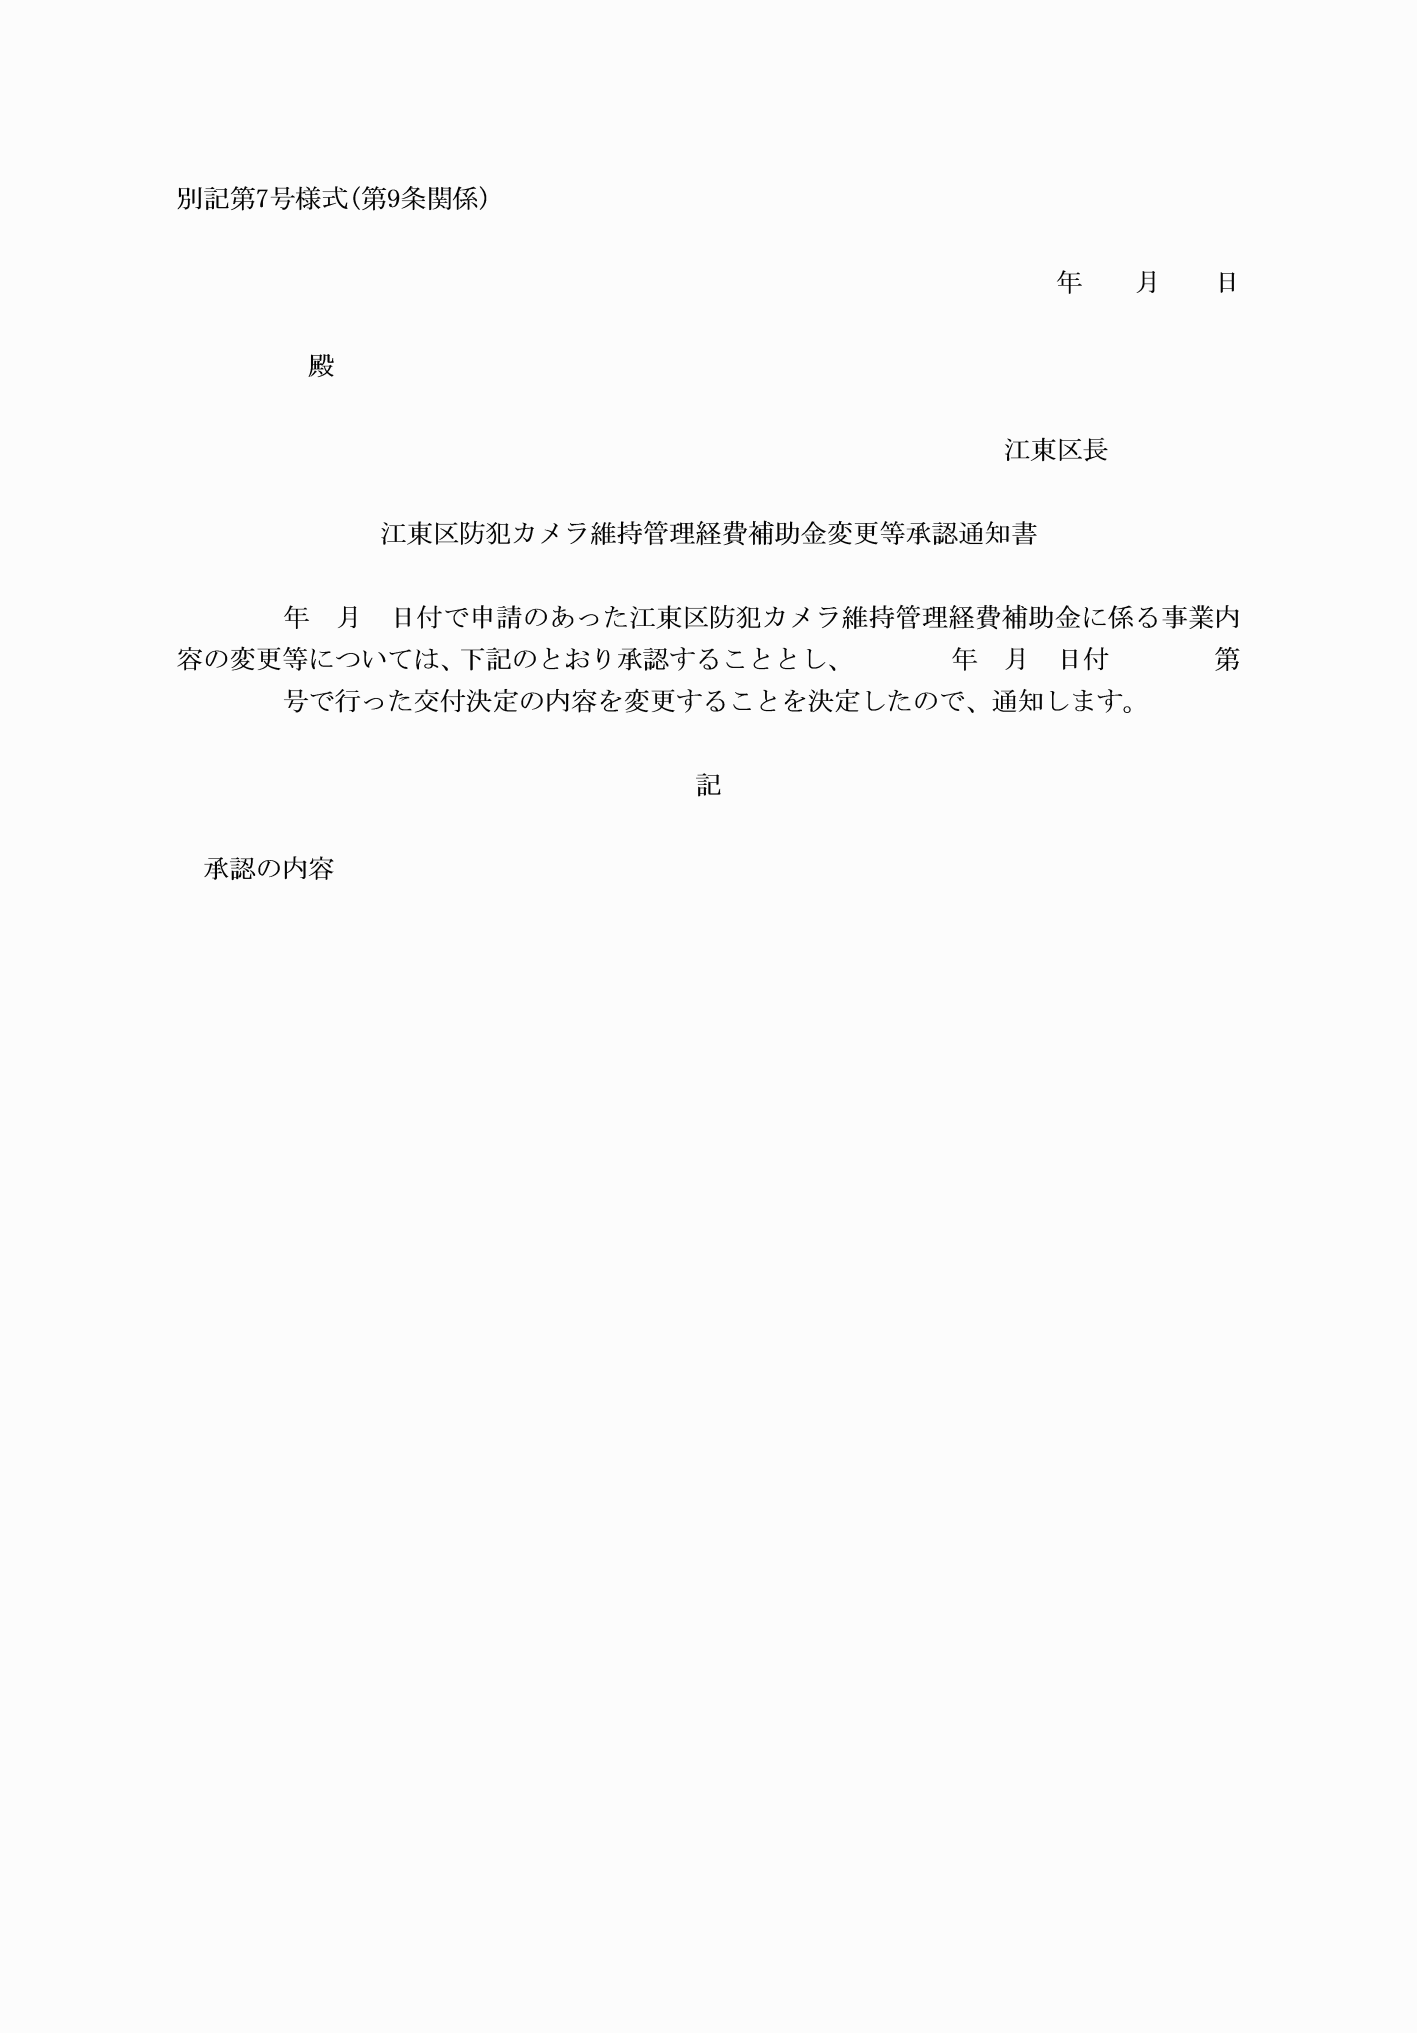 別記第7号様式(第9条関係)
年　　月　　日
殿
江東区長
江東区防犯カメラ維持管理経費補助金変更等承認通知書
年　月　日付で申請のあった江東区防犯カメラ維持管理経費補助金に係る事業内
容の変更等については、下記のとおり承認することとし、　　　　年　月　日付　　　　第
号で行った交付決定の内容を変更することを決定したので、通知します。
記
承認の内容